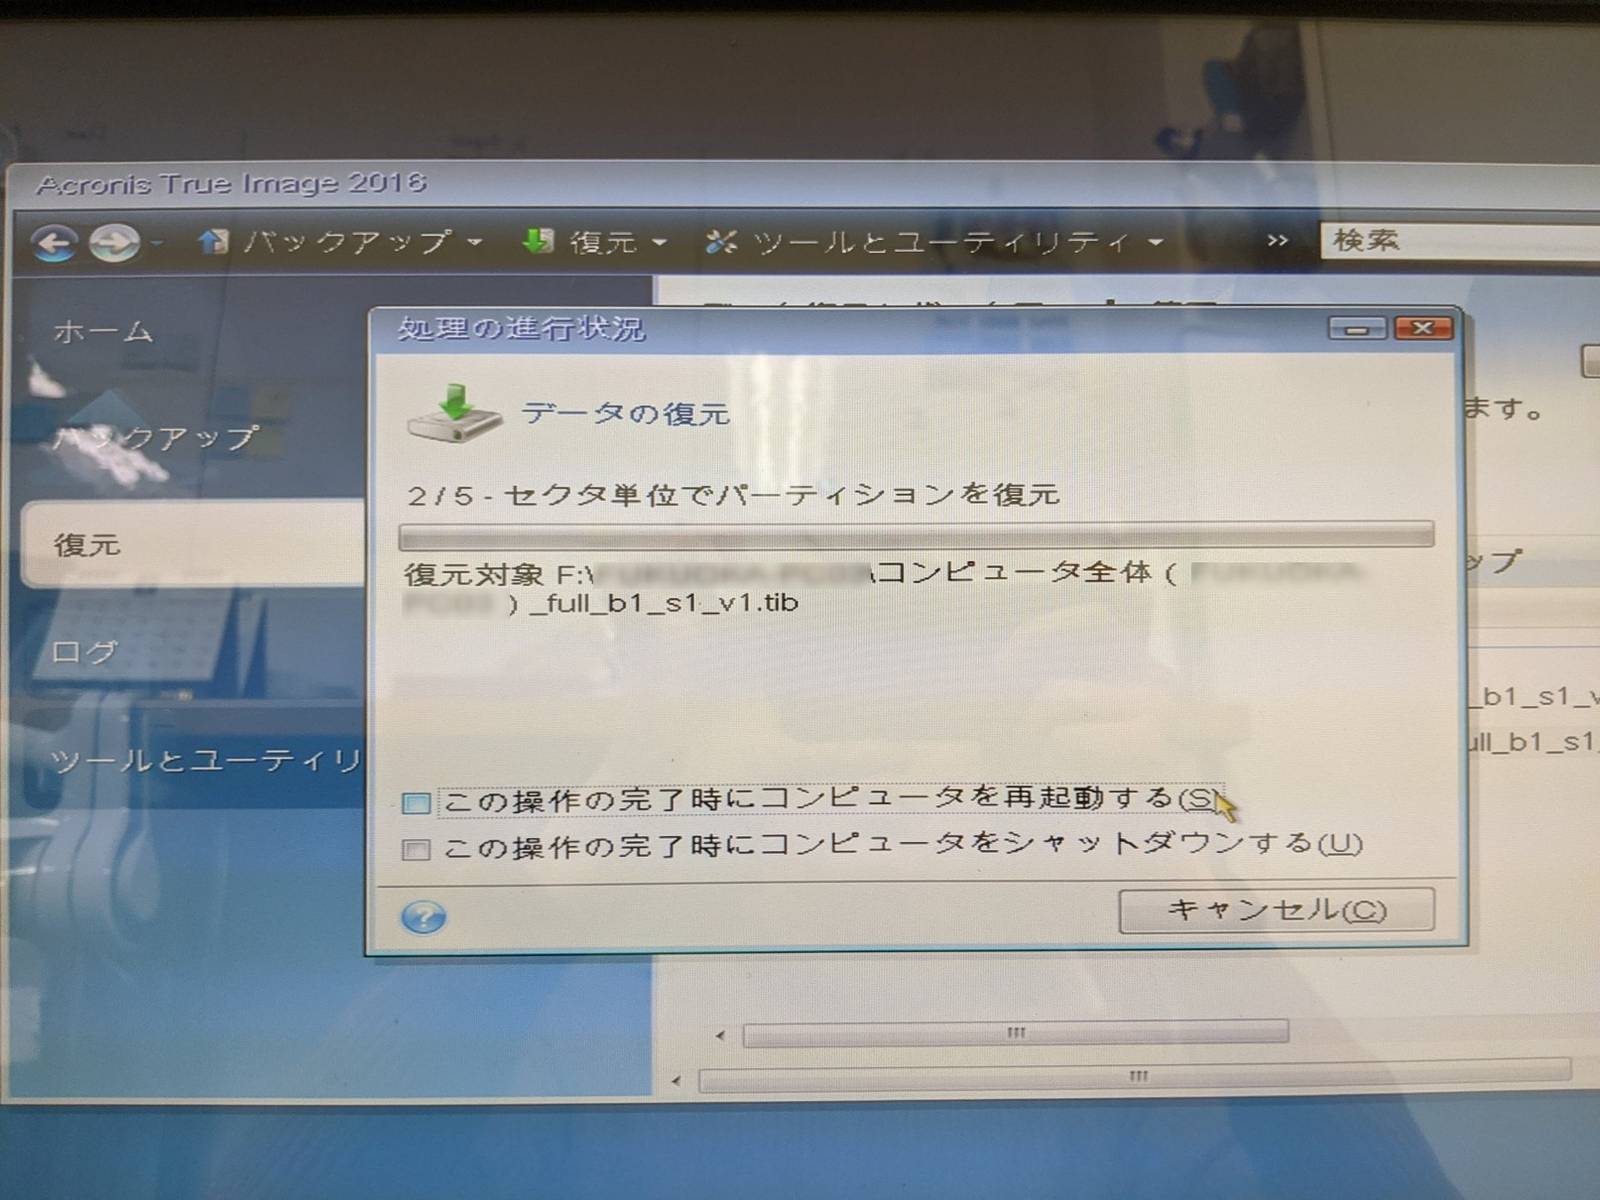 Acronis True Image 2016
バックアップ
復元
ツールとユーティリティ
»
検索
ホーム
バックアップ
復元
ログ
ツールとユーティリ
処理の進行状況
データの復元
2/5 - セクタ単位でパーティションを復元
復元対象 F:\
\コンピュータ全体 (
) _full_b1_s1_v1.tib
この操作の完了時にコンピュータを再起動する(S)
この操作の完了時にコンピュータをシャットダウンする(U)
?
キャンセル(C)
ます。
ップ
_b1_s1_v
ull_b1_s1_